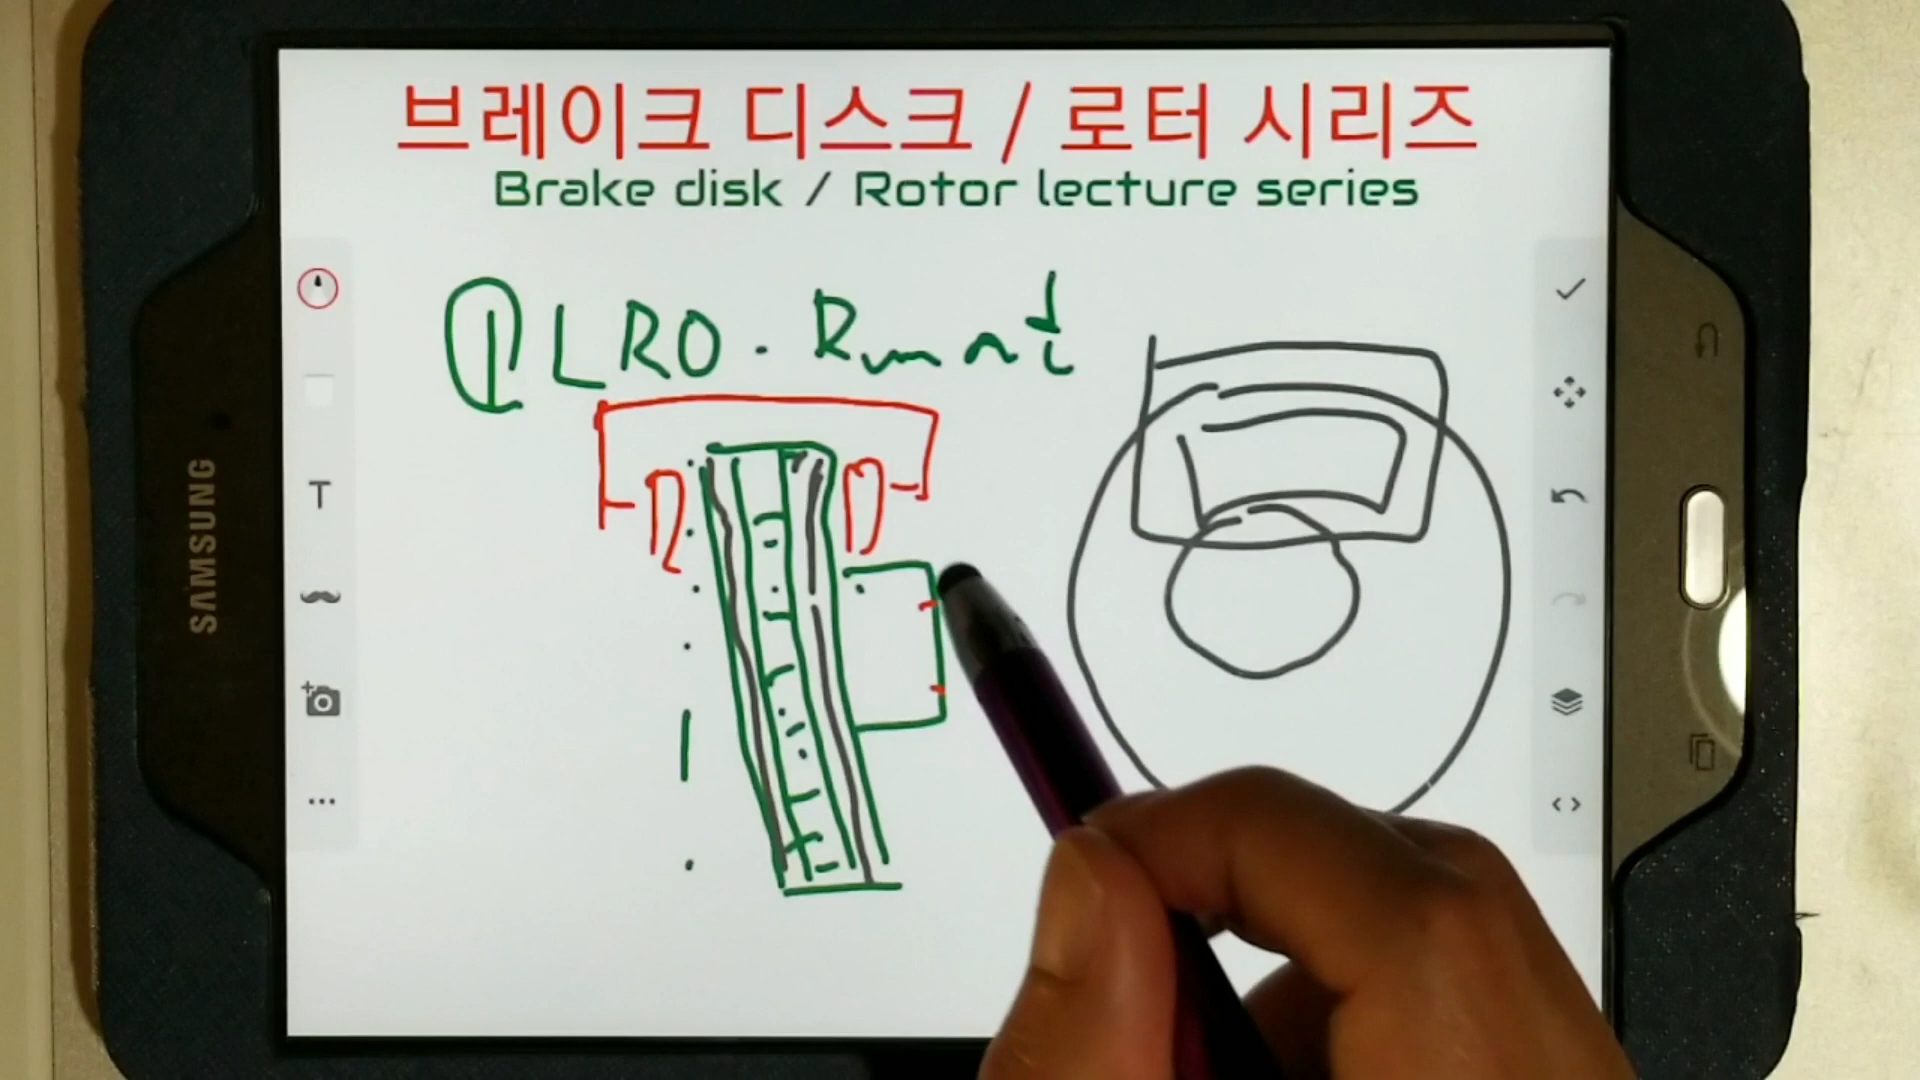 브레이크 디스크 / 로터 시리즈
Brake disk / Rotor lecture series
① LRO .
SAMSUNG
T